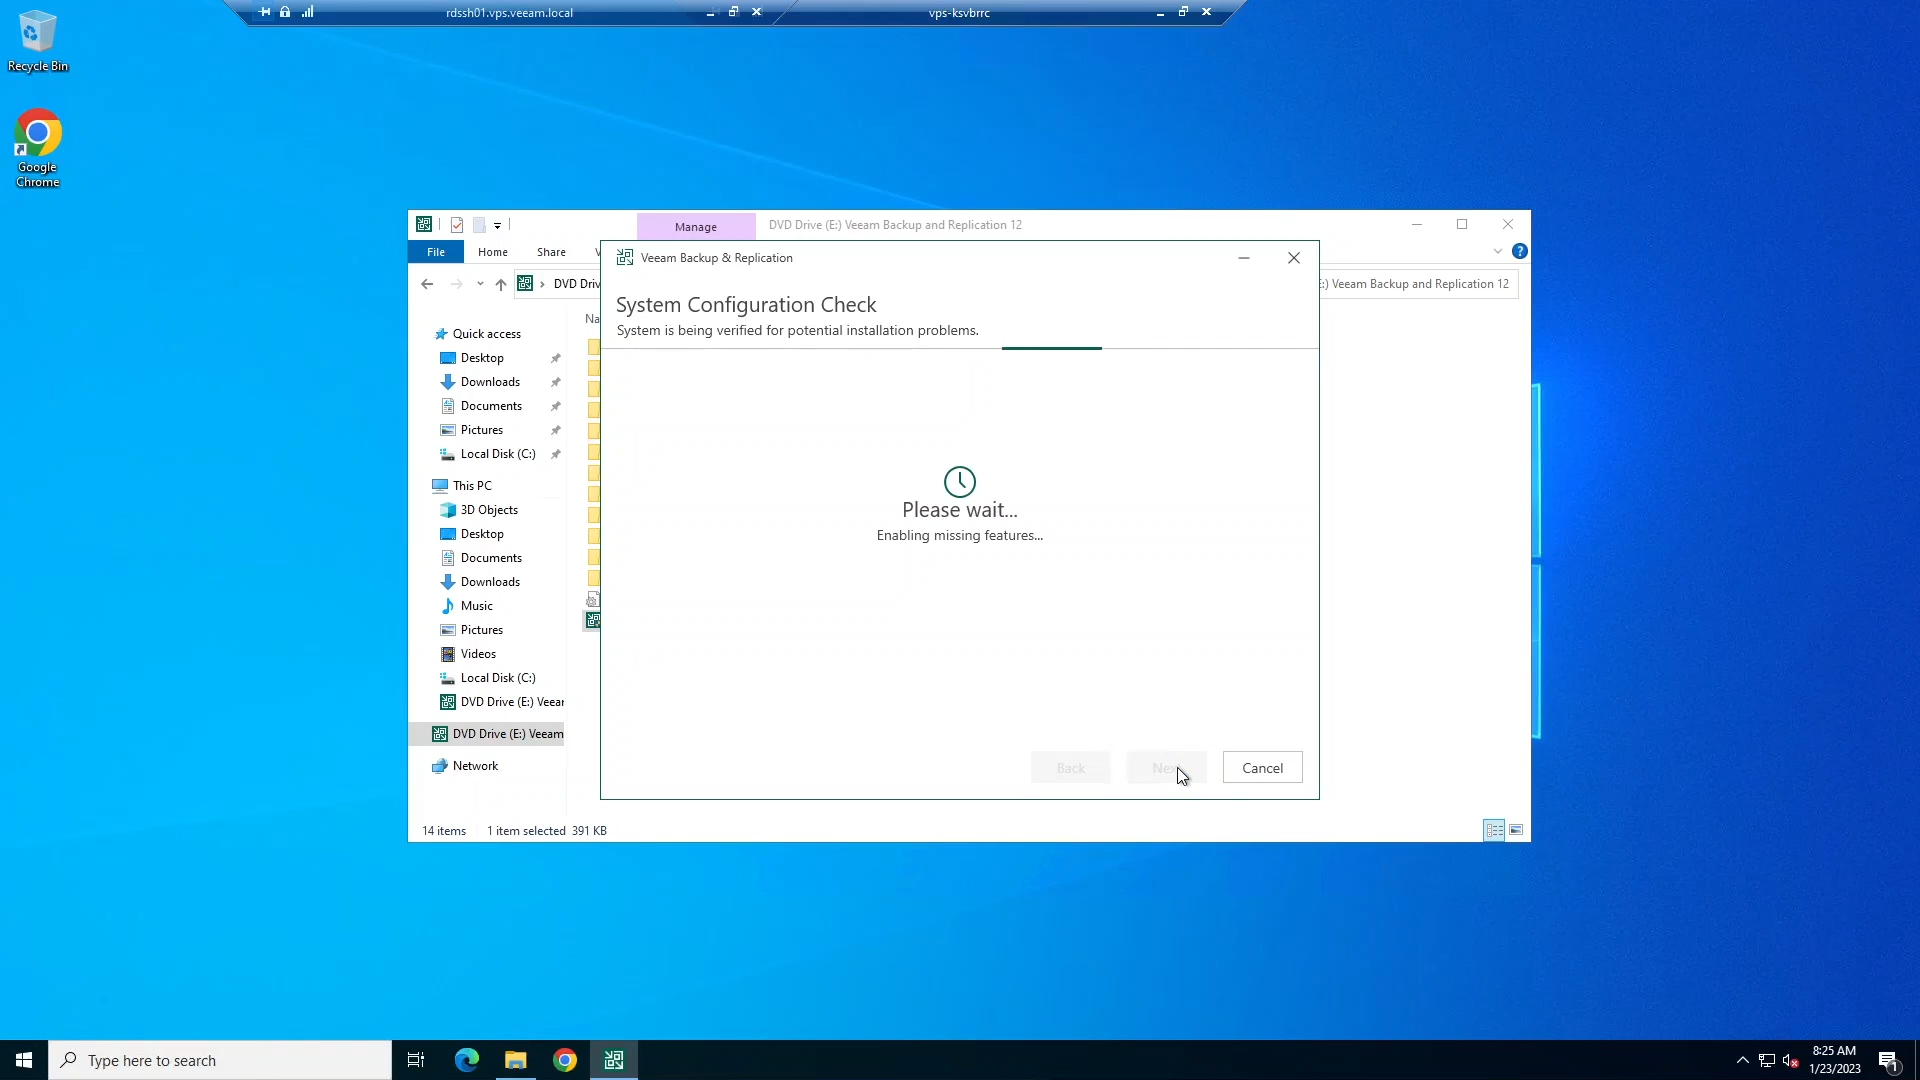 rdssh01.vps.veeam.local
vps-ksvbrrc
Recycle Bin
Google
Chrome
Manage
DVD Drive (E:) Veeam Backup and Replication 12
File
Home
Share
Veeam Backup & Replication
DVD Driv
:) Veeam Backup and Replication 12
System Configuration Check
System is being verified for potential installation problems.
Na
Quick access
Desktop
Downloads
Documents
Pictures
Local Disk (C:)
This PC
3D Objects
Desktop
Documents
Downloads
Music
Pictures
Videos
Local Disk (C:)
DVD Drive (E:) Veear
DVD Drive (E:) Veeam
Network
Please wait...
Enabling missing features...
Back
Cancel
14 items
1 item selected 391 KB
Type here to search
8:25 AM
1/23/2023
1